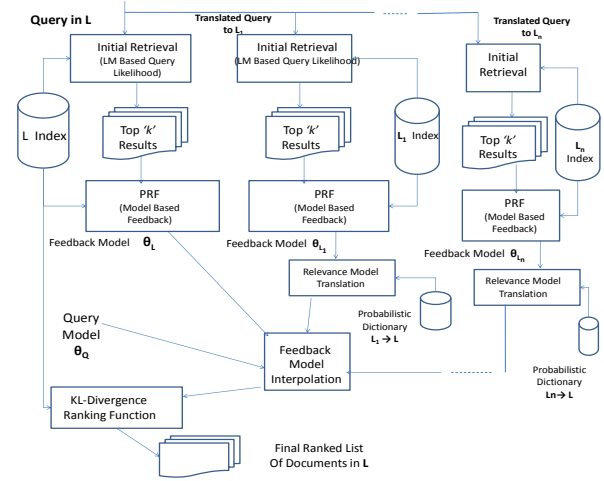 Query in L
Translated Query
to L1
Translated Query
to Ln
Initial Retrieval
(LM Based Query
Likelihood)
Initial Retrieval
(LM Based Query Likelihood)
Initial
Retrieval
L Index
Top ‘k’
Results
Top ‘k’
Results
L1 Index
Top ‘k’
Results
Ln
Index
PRF
(Model Based
Feedback)
PRF
(Model Based
Feedback)
PRF
(Model Based
Feedback)
Feedback Model θL
Feedback Model θL1
Feedback Model θLn
Relevance Model
Translation
Relevance Model
Translation
Probabilistic
Dictionary
L1 → L
Query
Model
θQ
Feedback
Model
Interpolation
Probabilistic
Dictionary
Ln→ L
KL-Divergence
Ranking Function
Final Ranked List
Of Documents in L